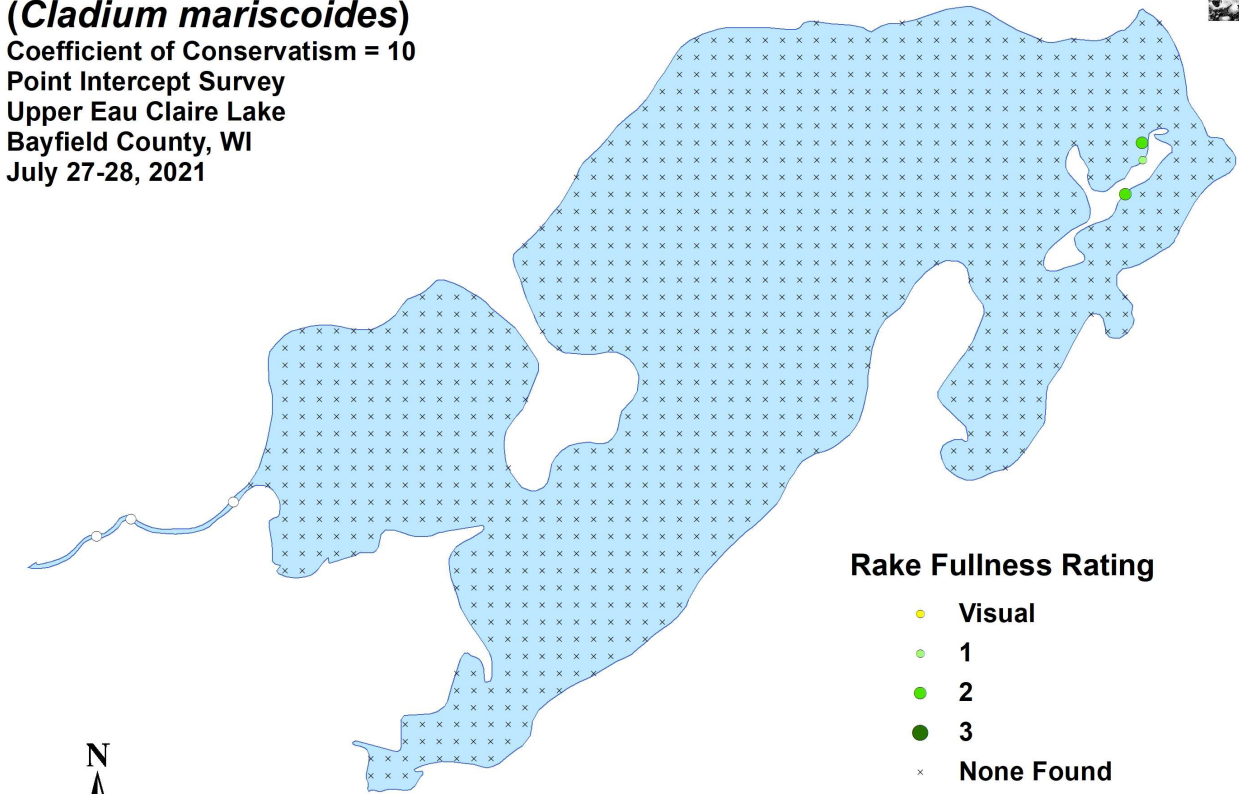 (Cladium mariscoides)
Coefficient of Conservatism = 10
Point Intercept Survey
Upper Eau Claire Lake
Bayfield County, WI
July 27-28, 2021
Rake Fullness Rating
Visual
1
2
3
None Found
N